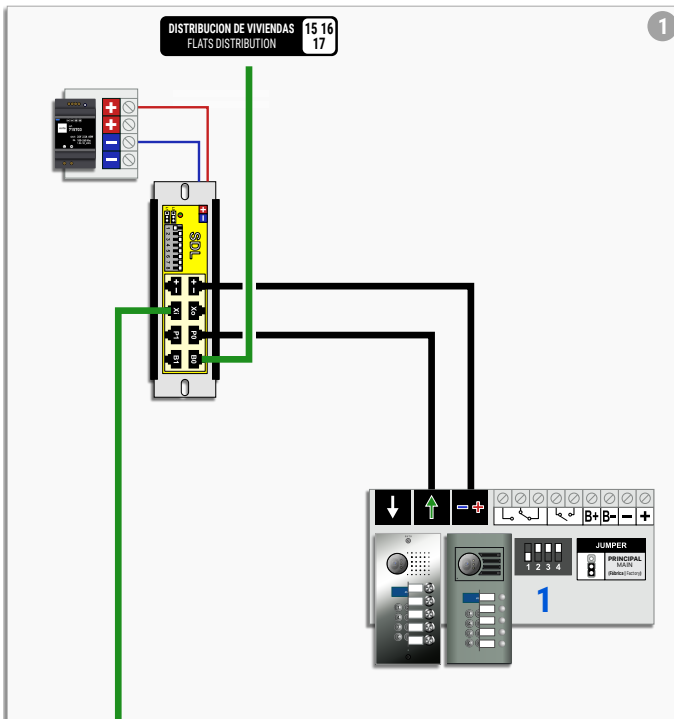 DISTRIBUCION DE VIVIENDAS
FLATS DISTRIBUTION
15 16
17
1
+
+
−
−
+
−
SDL
+ −
+ −
Xi
Xo
P1
P0
B1
B0
− +
B+ B- − +
1 2 3 4
1
JUMPER
PRINCIPAL
MAIN
(Fábrica | Factory)